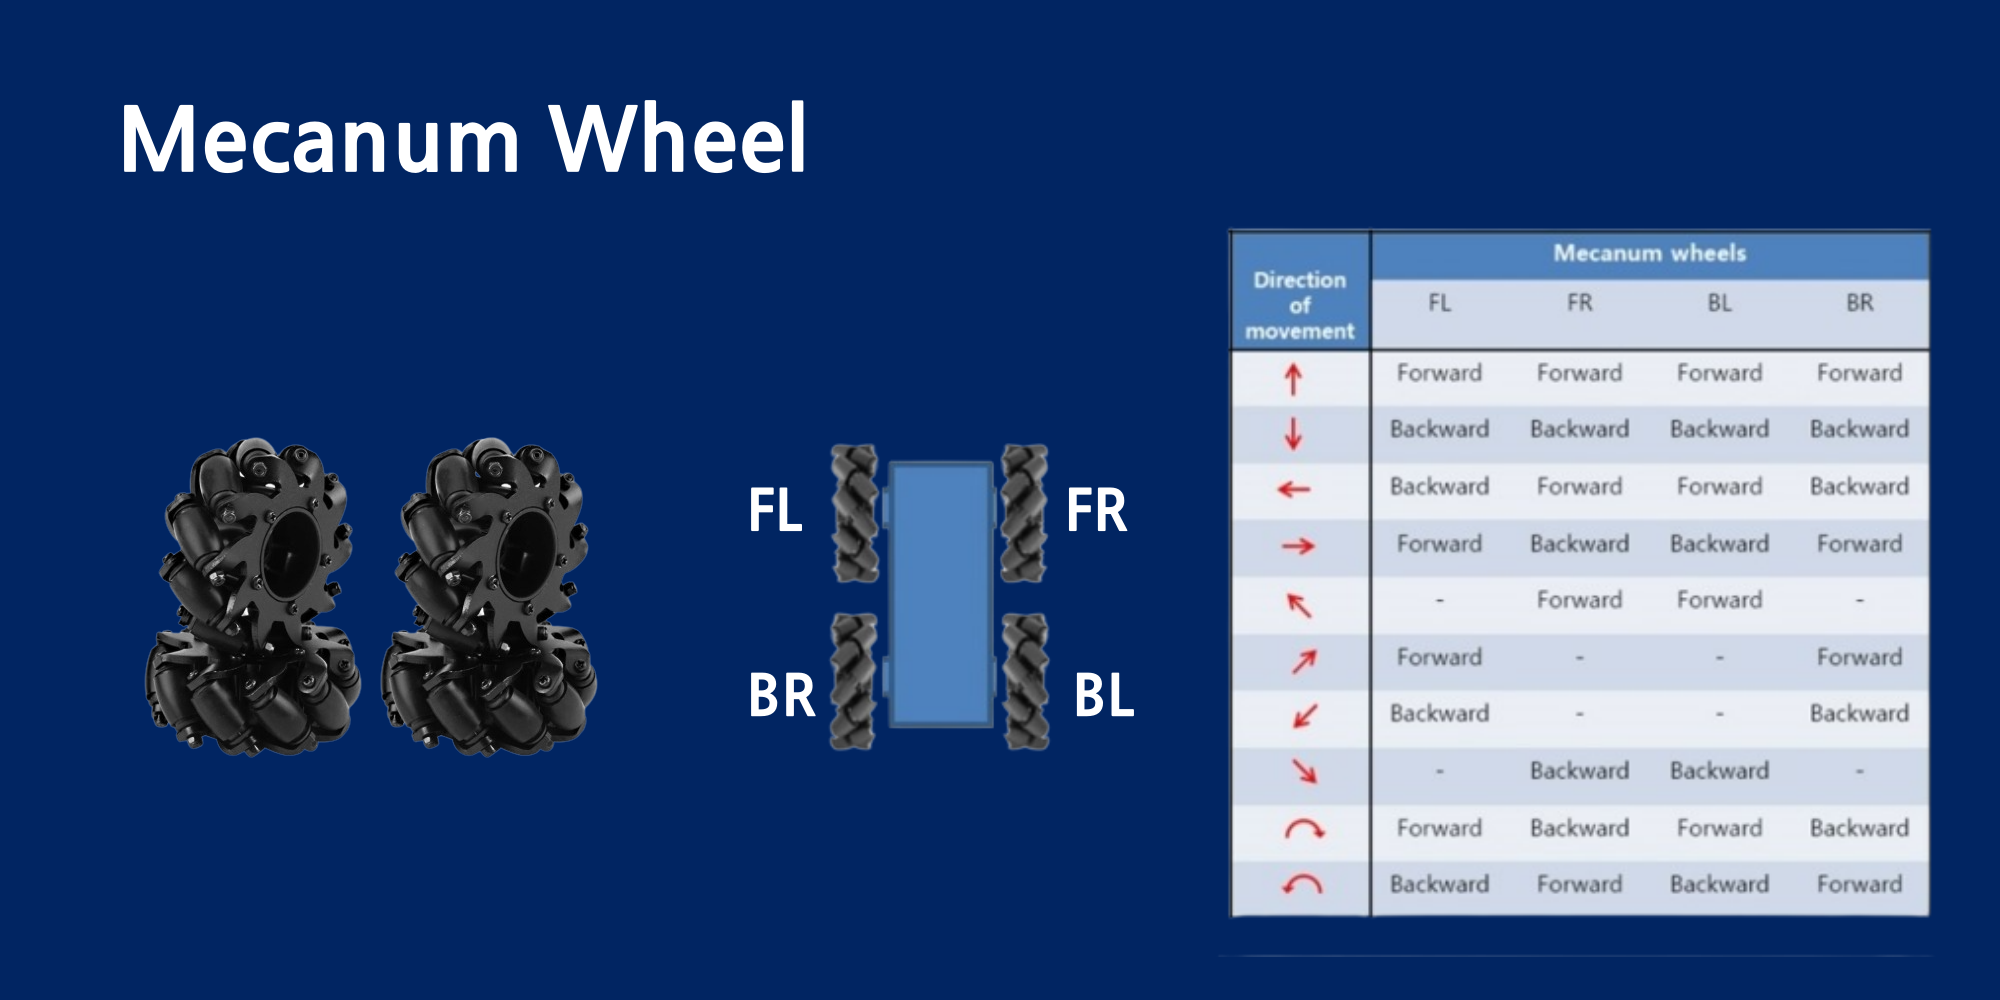 Mecanum Wheel
FL
FR
BR
BL
Direction of movement
Mecanum wheels
FL FR BL BR
↑ Forward Forward Forward Forward
↓ Backward Backward Backward Backward
← Backward Forward Forward Backward
→ Forward Backward Backward Forward
↖ - Forward Forward -
↗ Forward - - Forward
↙ Backward - - Backward
↘ - Backward Backward -
Forward Backward Forward Backward
Backward Forward Backward Forward